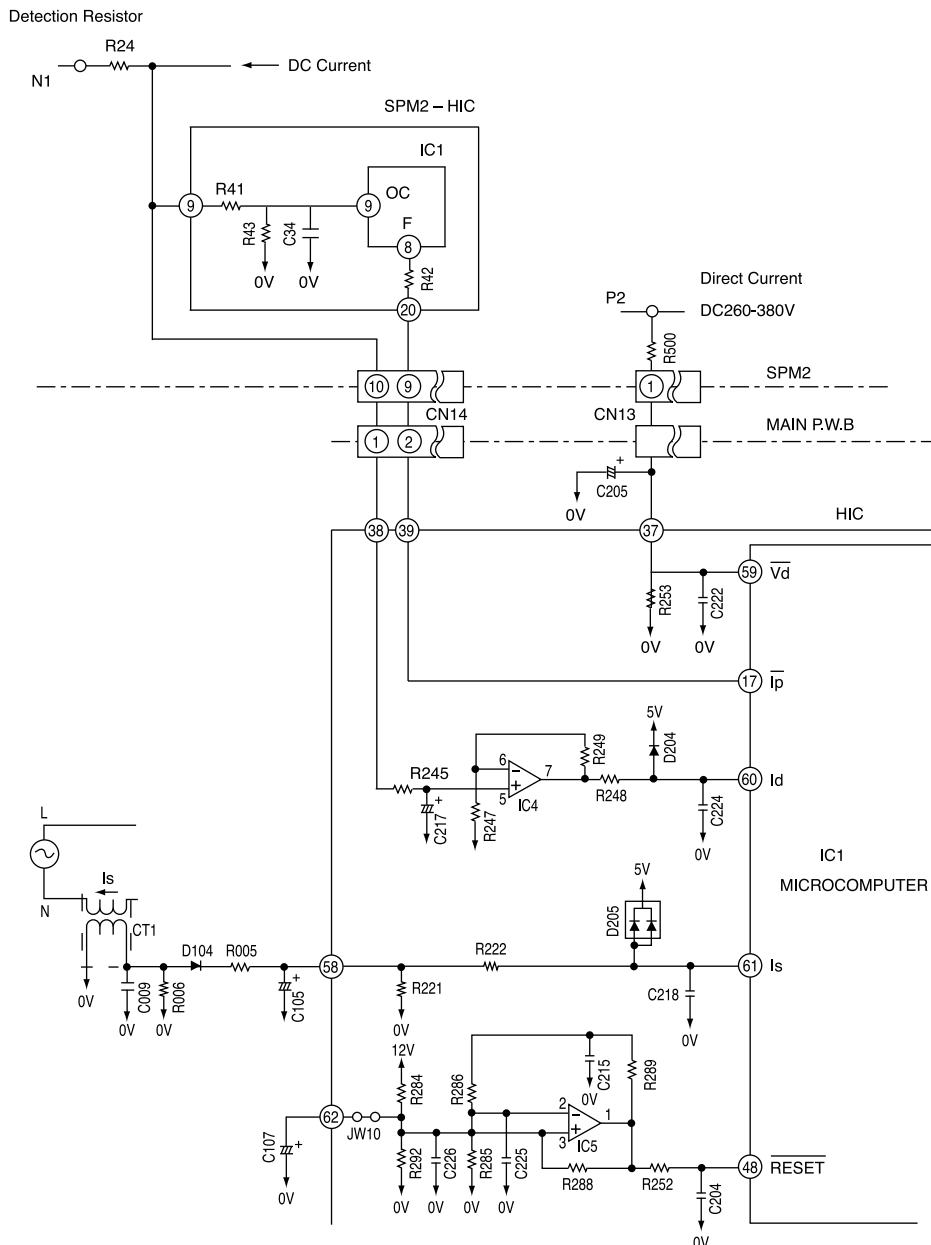 Detection Resistor
R24
N1
DC Current
SPM2 – HIC
IC1
9
R41
R43
0V
C34
0V
9
OC
F
8
R42
20
Direct Current
P2
DC260-380V
R500
10
9
1
SPM2
CN14
CN13
MAIN P.W.B
1
2
+
C205
0V
38
39
37
HIC
59
Vd
R253
0V
C222
0V
17
Ip
5V
D204
R249
R245
6
5
7
IC4
R248
60
Id
+
C217
R247
C224
0V
L
N
Is
CT1
IC1
MICROCOMPUTER
5V
D205
D104
R005
58
R222
61
Is
0V
C009
0V
R006
0V
+
C105
0V
R221
0V
C218
0V
12V
R284
R286
C215
0V
R289
62
JW10
2
3
1
IC5
C107
+
0V
R292
0V
C226
0V
R285
0V
C225
0V
R288
R252
48
RESET
C204
0V